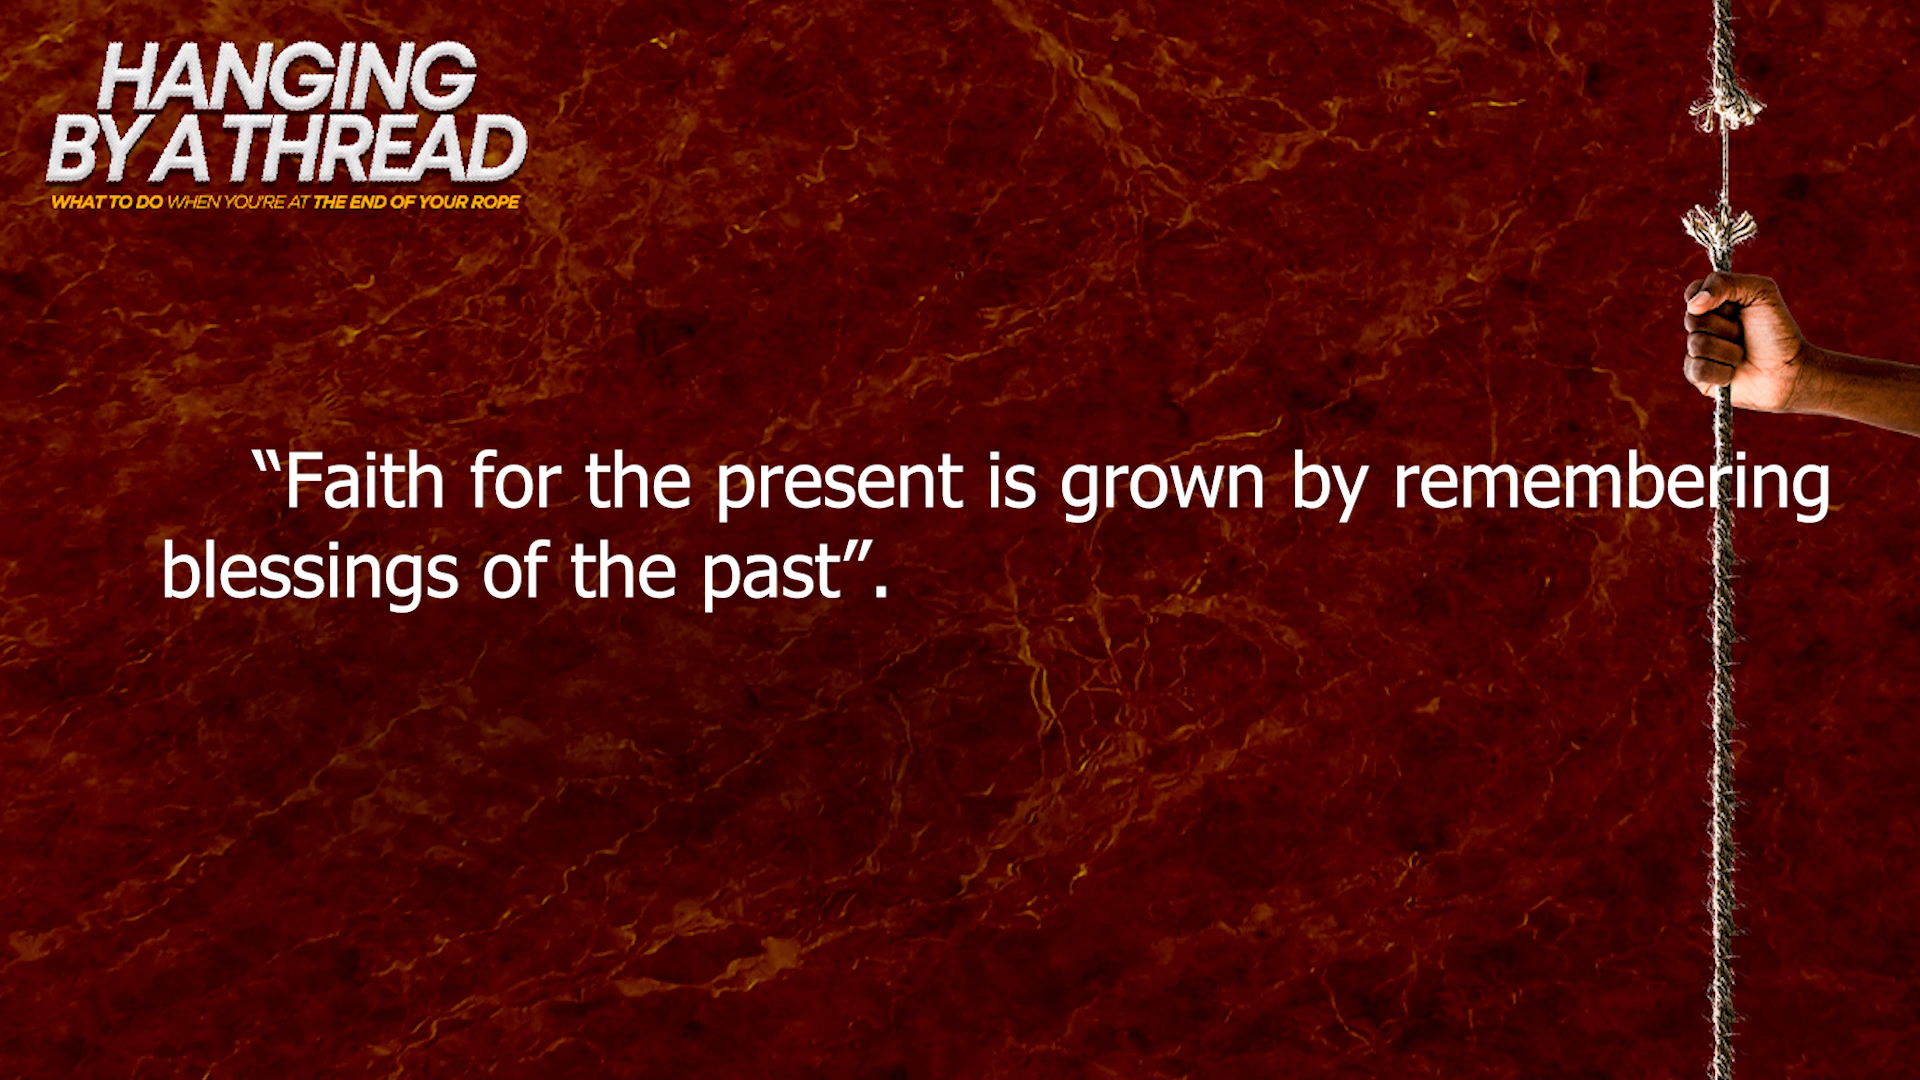 HANGING
BY A THREAD
WHAT TO DO WHEN YOU'RE AT THE END OF YOUR ROPE
“Faith for the present is grown by remembering
blessings of the past”.